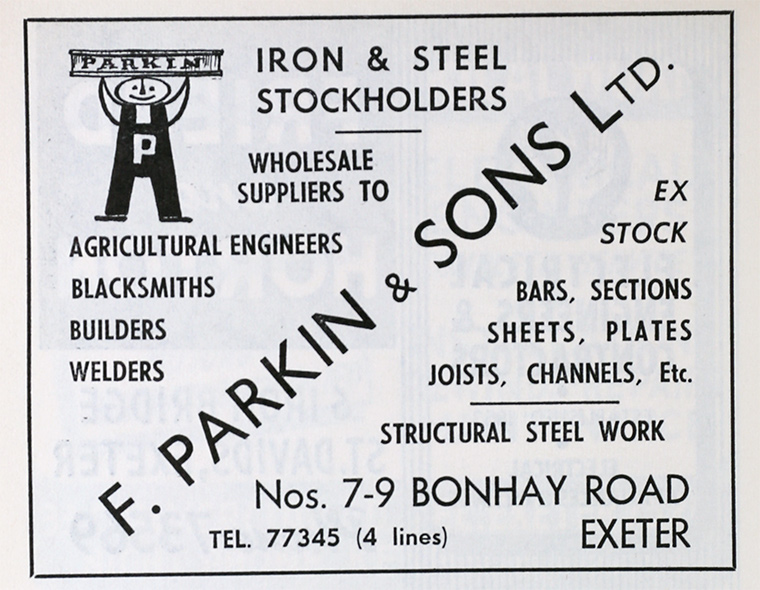 PARKIN
P
IRON & STEEL
STOCKHOLDERS
WHOLESALE
SUPPLIERS TO
AGRICULTURAL ENGINEERS
BLACKSMITHS
BUILDERS
WELDERS
F. PARKIN & SONS LTD.
EX
STOCK
BARS, SECTIONS
SHEETS, PLATES
JOISTS, CHANNELS, Etc.
STRUCTURAL STEEL WORK
Nos. 7-9 BONHAY ROAD
TEL. 77345 (4 lines) EXETER